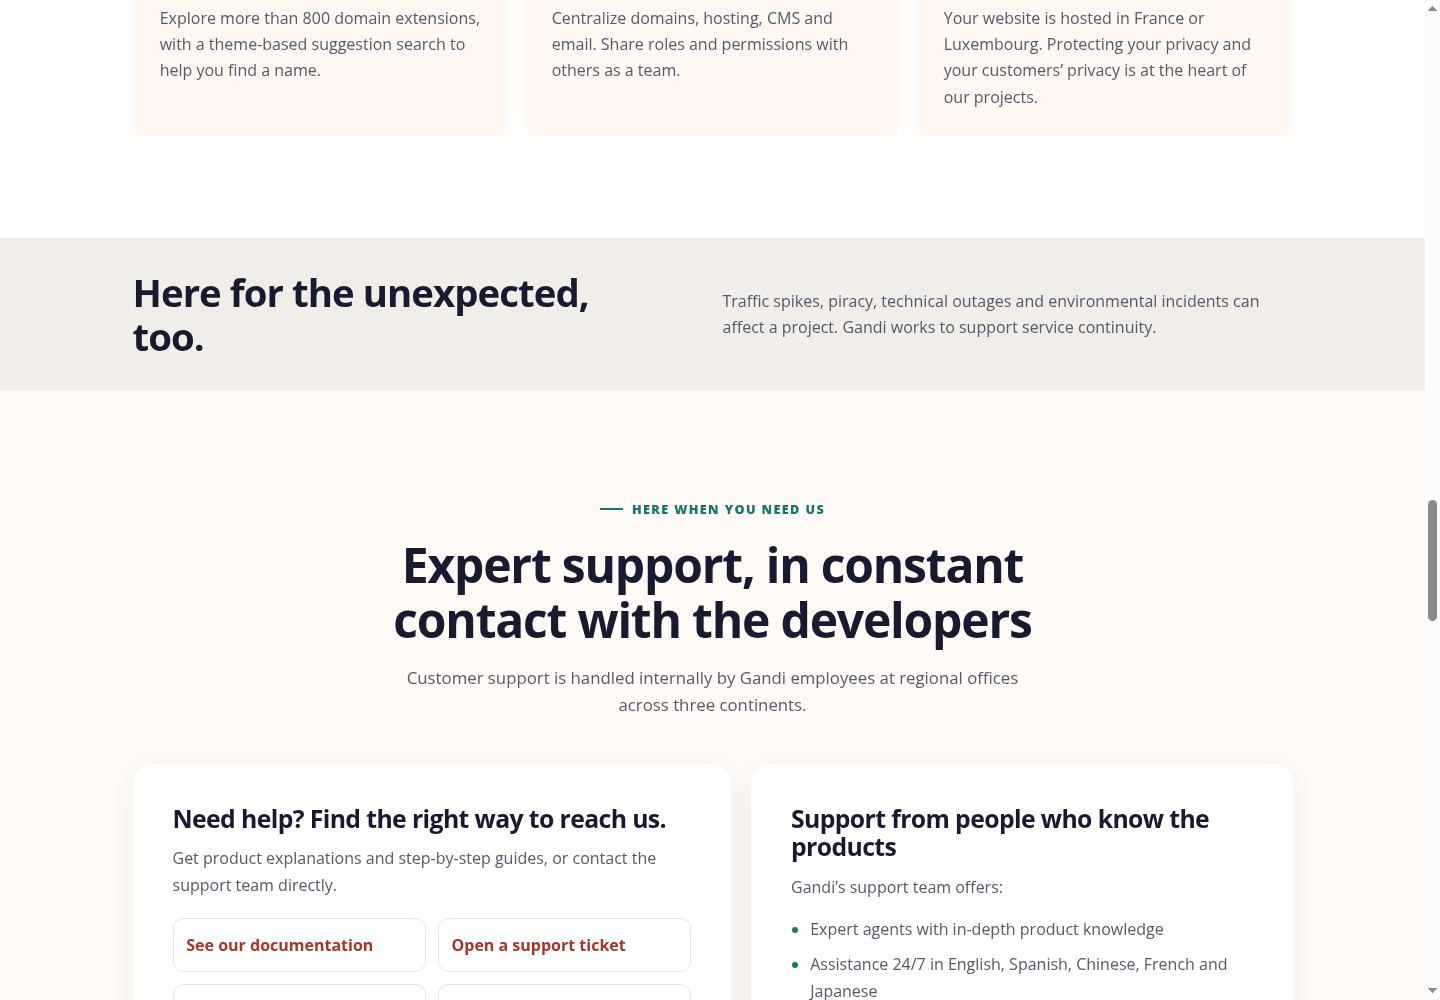 Explore more than 800 domain extensions,
with a theme-based suggestion search to
help you find a name.
Centralize domains, hosting, CMS and
email. Share roles and permissions with
others as a team.
Your website is hosted in France or
Luxembourg. Protecting your privacy and
your customers’ privacy is at the heart of
our projects.
Here for the unexpected,
too.
Traffic spikes, piracy, technical outages and environmental incidents can
affect a project. Gandi works to support service continuity.
HERE WHEN YOU NEED US
Expert support, in constant
contact with the developers
Customer support is handled internally by Gandi employees at regional offices
across three continents.
Need help? Find the right way to reach us.
Get product explanations and step-by-step guides, or contact the
support team directly.
See our documentation
Open a support ticket
Support from people who know the
products
Gandi’s support team offers:
Expert agents with in-depth product knowledge
Assistance 24/7 in English, Spanish, Chinese, French and
Japanese